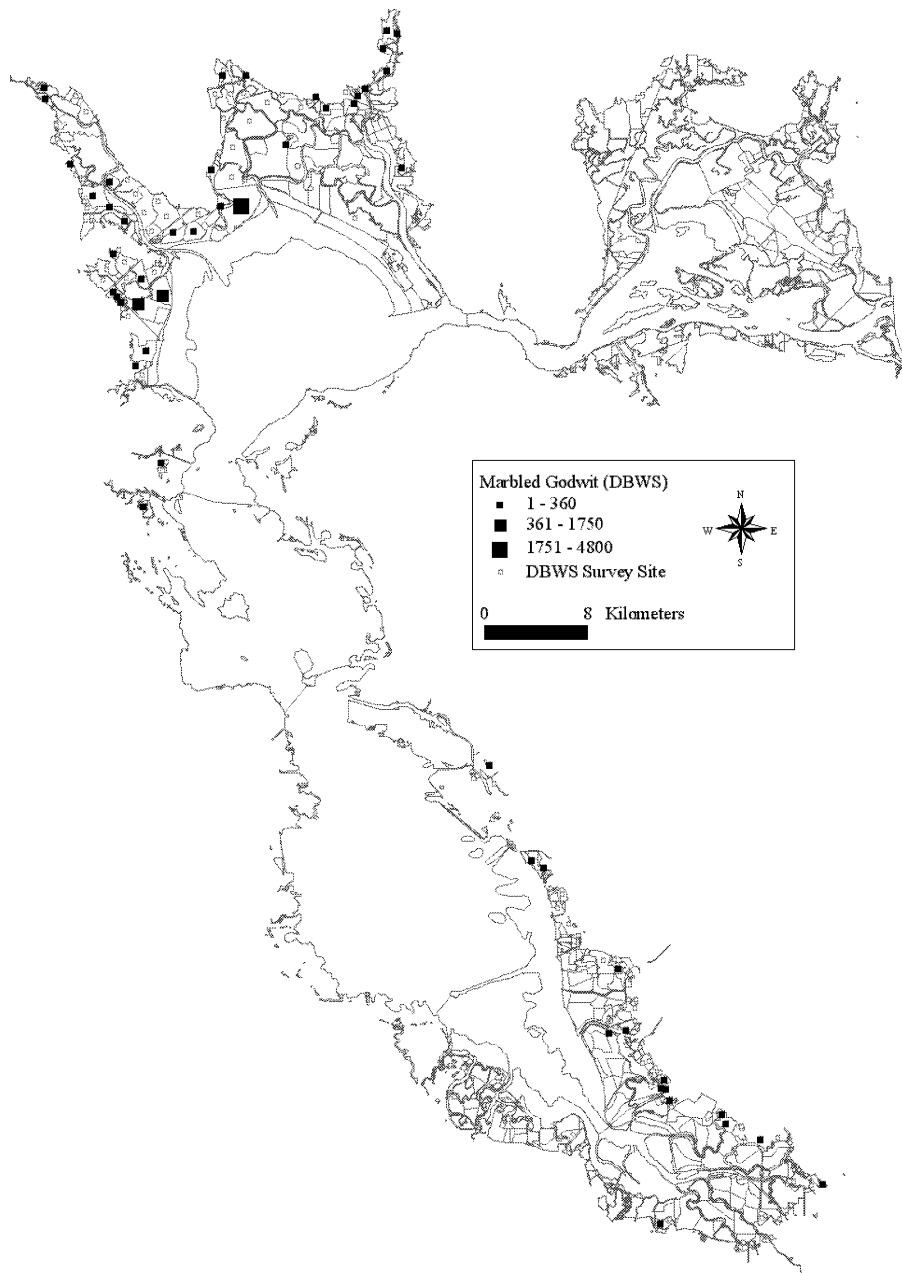 Marbled Godwit (DBWS)
1 - 360
361 - 1750
1751 - 4800
DBWS Survey Site
N
W E
S
0 8 Kilometers